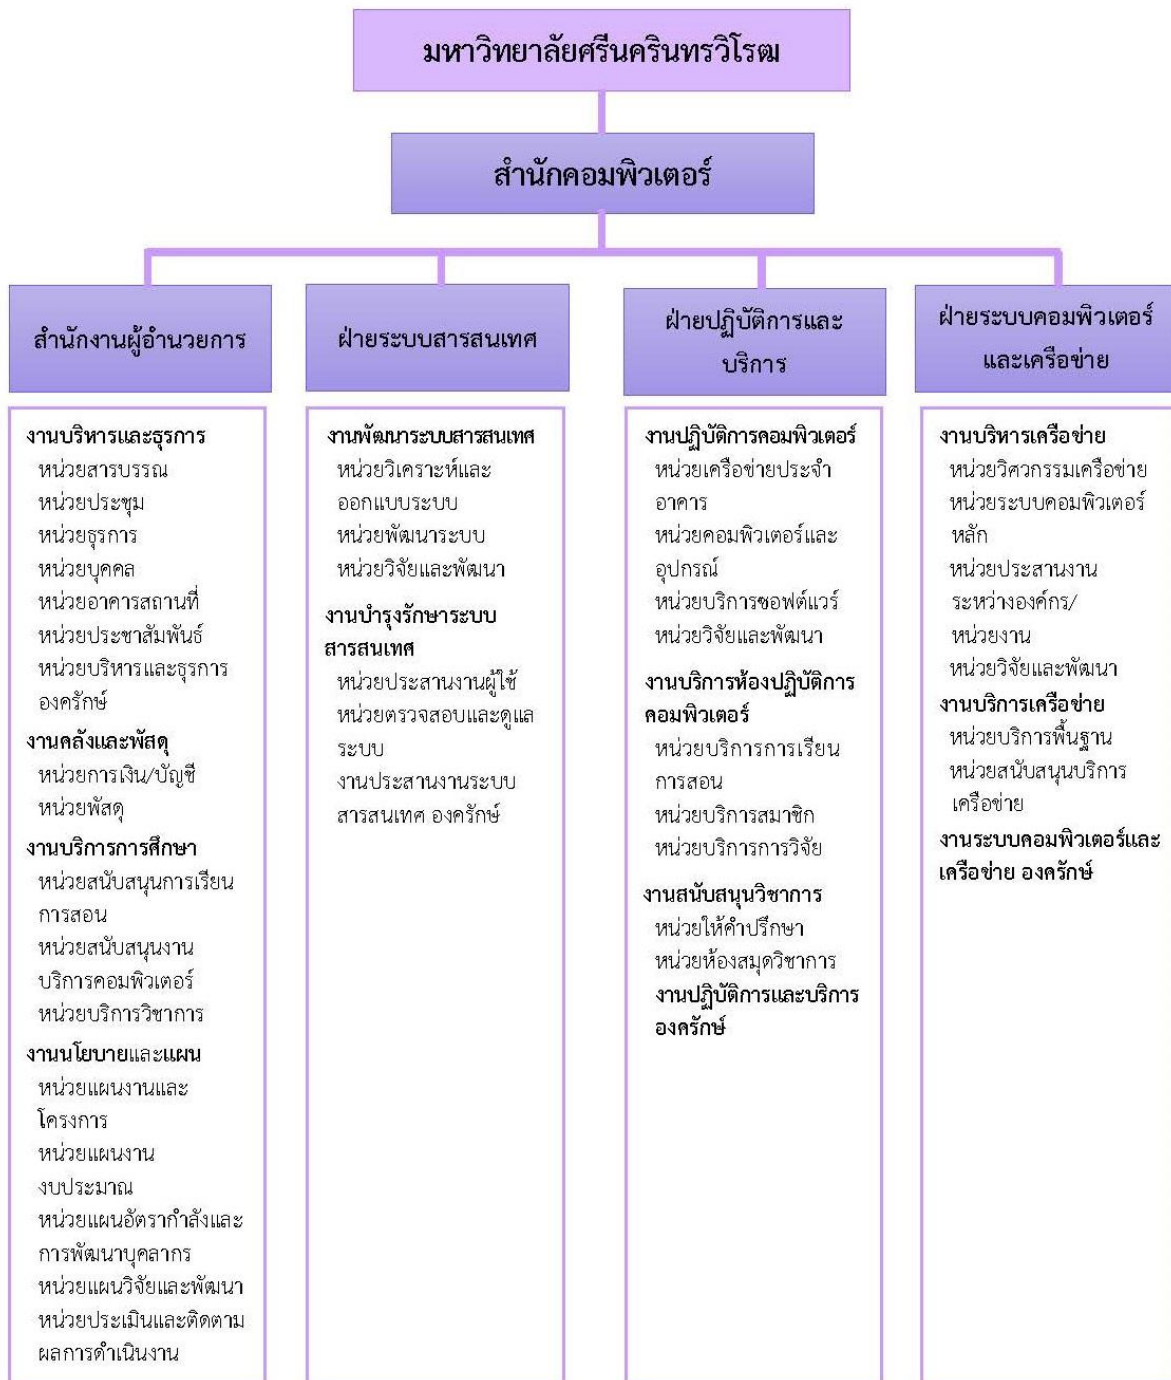 มหาวิทยาลัยศรีนครินทรวิโรฒ
สำนักคอมพิวเตอร์
สำนักงานผู้อำนวยการ
งานบริหารและธุรการ
หน่วยสารบรรณ
หน่วยประชุม
หน่วยธุรการ
หน่วยบุคคล
หน่วยอาคารสถานที่
หน่วยประชาสัมพันธ์
หน่วยบริหารและธุรการ
องครักษ์
งานคลังและพัสดุ
หน่วยการเงิน/บัญชี
หน่วยพัสดุ
งานบริการการศึกษา
หน่วยสนับสนุนการเรียน
การสอน
หน่วยสนับสนุนงาน
บริการคอมพิวเตอร์
หน่วยบริการวิชาการ
งานนโยบายและแผน
หน่วยแผนงานและ
โครงการ
หน่วยแผนงาน
งบประมาณ
หน่วยแผนอัตรากำลังและ
การพัฒนาบุคลากร
หน่วยแผนวิจัยและพัฒนา
หน่วยประเมินและติดตาม
ผลการดำเนินงาน
ฝ่ายระบบสารสนเทศ
งานพัฒนาระบบสารสนเทศ
หน่วยวิเคราะห์และ
ออกแบบระบบ
หน่วยพัฒนาระบบ
หน่วยวิจัยและพัฒนา
งานบำรุงรักษาระบบ
สารสนเทศ
หน่วยประสานงานผู้ใช้
หน่วยตรวจสอบและดูแล
ระบบ
งานประสานงานระบบ
สารสนเทศ องครักษ์
ฝ่ายปฏิบัติการและ
บริการ
งานปฏิบัติการคอมพิวเตอร์
หน่วยเครือข่ายประจำ
อาคาร
หน่วยคอมพิวเตอร์และ
อุปกรณ์
หน่วยบริการซอฟต์แวร์
หน่วยวิจัยและพัฒนา
งานบริการห้องปฏิบัติการ
คอมพิวเตอร์
หน่วยบริการการเรียน
การสอน
หน่วยบริการสมาชิก
หน่วยบริการการวิจัย
งานสนับสนุนวิชาการ
หน่วยให้คำปรึกษา
หน่วยห้องสมุดวิชาการ
งานปฏิบัติการและบริการ
องครักษ์
ฝ่ายระบบคอมพิวเตอร์
และเครือข่าย
งานบริหารเครือข่าย
หน่วยวิศวกรรมเครือข่าย
หน่วยระบบคอมพิวเตอร์
หลัก
หน่วยประสานงาน
ระหว่างองค์กร/
หน่วยงาน
หน่วยวิจัยและพัฒนา
งานบริการเครือข่าย
หน่วยบริการพื้นฐาน
หน่วยสนับสนุนบริการ
เครือข่าย
งานระบบคอมพิวเตอร์และ
เครือข่าย องครักษ์